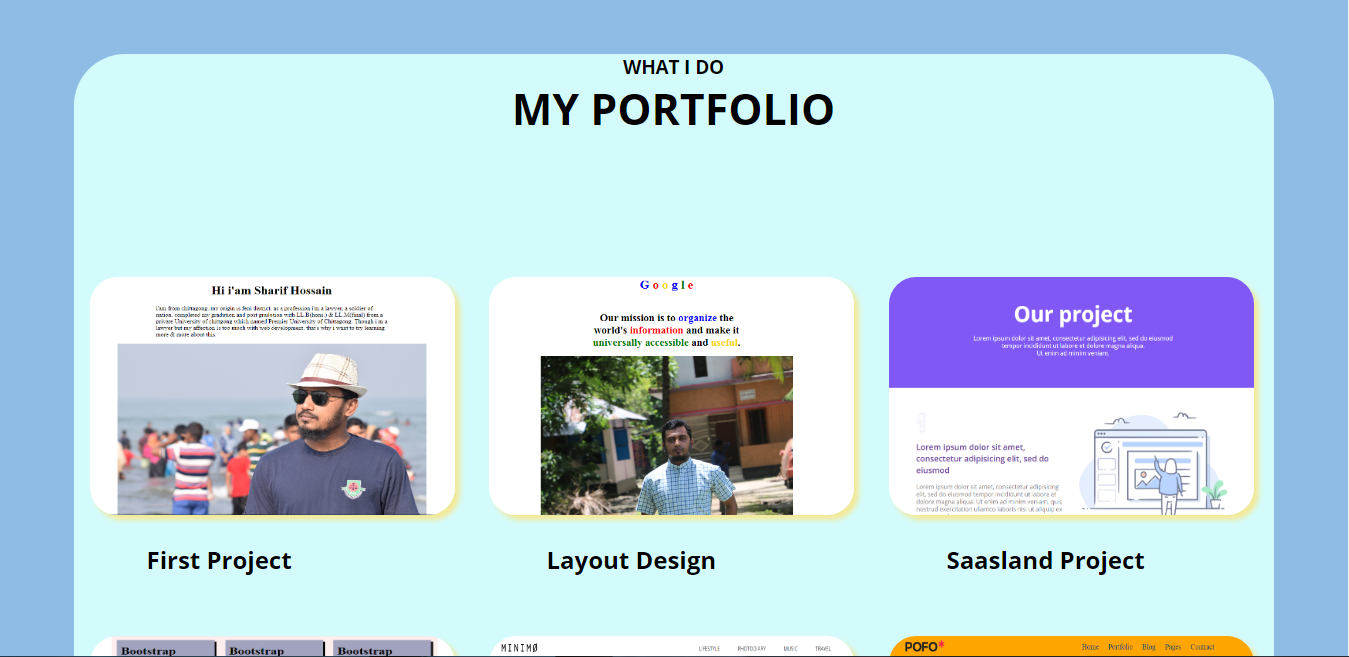 WHAT I DO
MY PORTFOLIO
Hi i'am Sharif Hossain
i'am from chittagong. my origin is feni district. as a profession i'm a lawyer, a soldier of
nation. completed my gradution and post gradution with LL.B(hons.) & LL.M(final) from a
private University of chittgong which named Premier University of Chittagong. Though i m a
lawyer but my affection is too much with web development. that's why i want to try learning
more & more about this.
Google
Our mission is to organize the
world's information and make it
universally accessible and useful.
Our project
Lorem ipsum dolor sit amet, consectetur adipisicing elit, sed do eiusmod
tempor incididunt ut labore et dolore magna aliqua.
Ut enim ad minim veniam.
1
Lorem ipsum dolor sit amet,
consectetur adipisicing elit, sed do
eiusmod
Lorem ipsum dolor sit amet, consectetur adipisicing
elit, sed do eiusmod tempor incididunt ut labore et
dolore magna aliqua. Ut enim ad minim veniam, quis
nostrud exercitation ullamco laboris nisi ut aliquip ex
First Project
Layout Design
Saasland Project
Bootstrap Bootstrap Bootstrap
MINIMØ LIFESTYLE PHOTODIARY MUSIC TRAVEL
POFO* Home Portfolio Blog Pages Contact